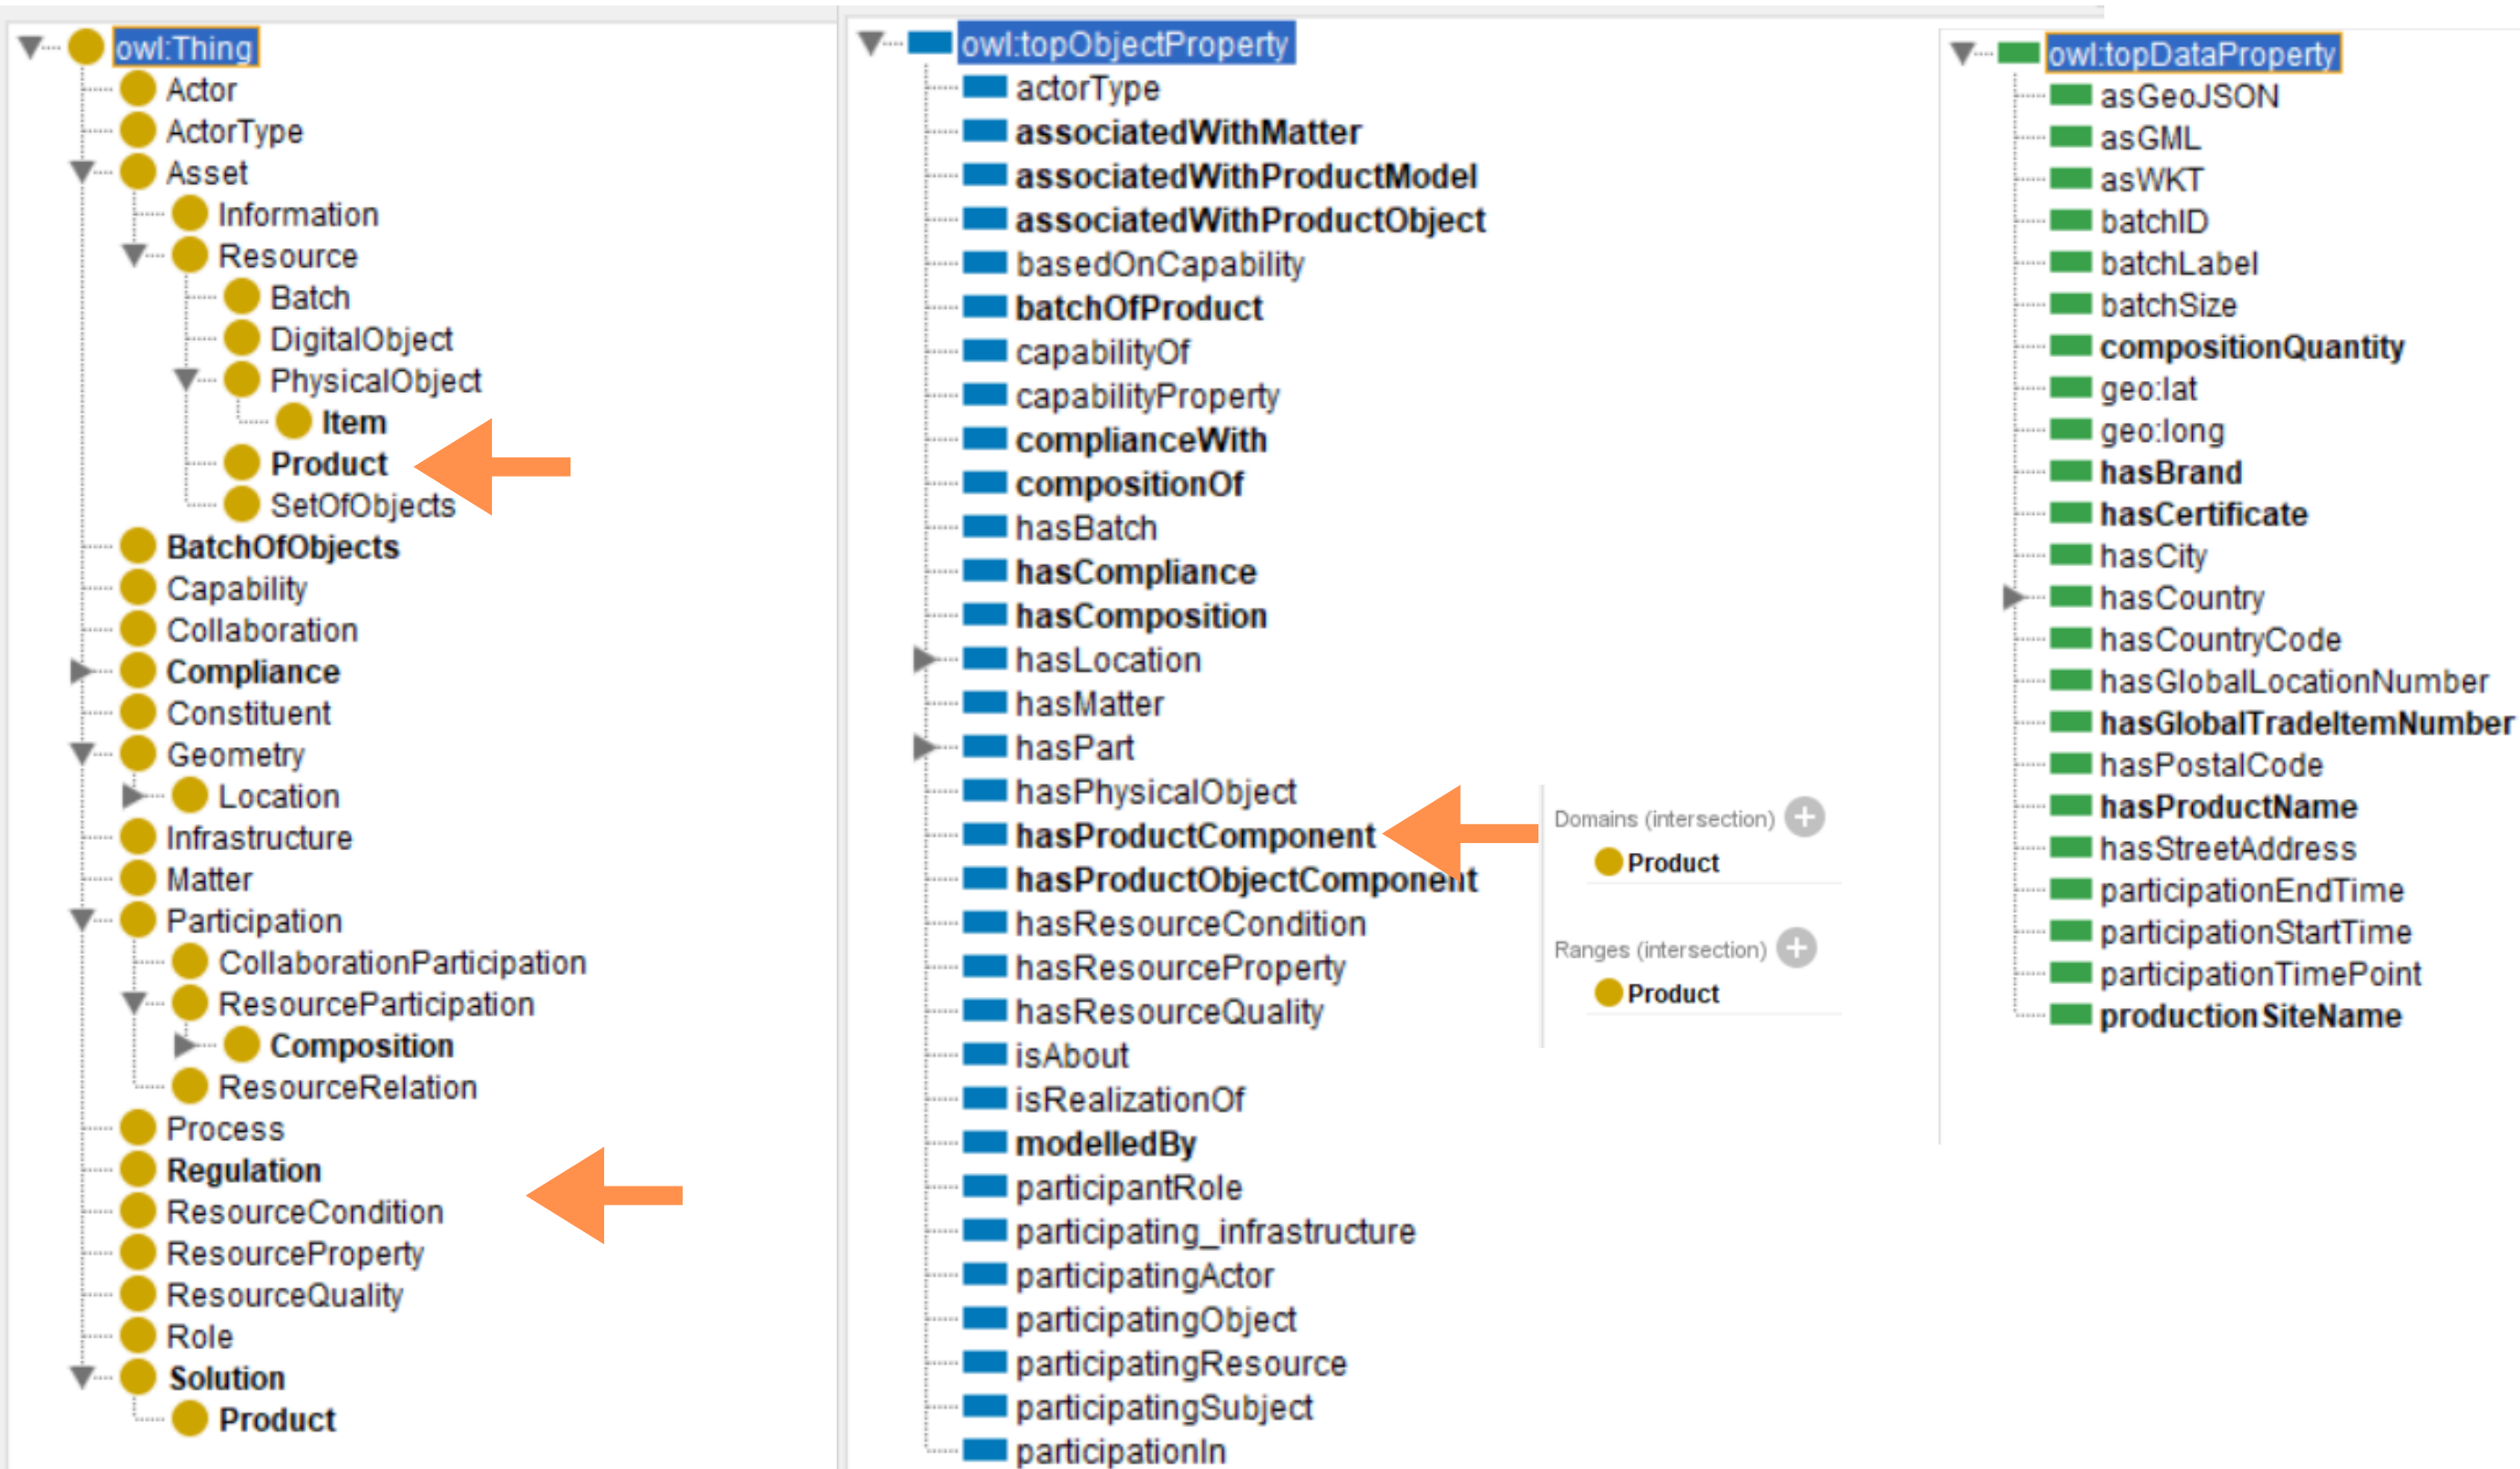 owl:Thing
Actor
ActorType
Asset
Information
Resource
Batch
DigitalObject
PhysicalObject
Item
Product
SetOfObjects
BatchOfObjects
Capability
Collaboration
Compliance
Constituent
Geometry
Location
Infrastructure
Matter
Participation
CollaborationParticipation
ResourceParticipation
Composition
ResourceRelation
Process
Regulation
ResourceCondition
ResourceProperty
ResourceQuality
Role
Solution
Product
owl:topObjectProperty
actorType
associatedWithMatter
associatedWithProductModel
associatedWithProductObject
basedOnCapability
batchOfProduct
capabilityOf
capabilityProperty
complianceWith
compositionOf
hasBatch
hasCompliance
hasComposition
hasLocation
hasMatter
hasPart
hasPhysicalObject
hasProductComponent
hasProductObjectComponent
hasResourceCondition
hasResourceProperty
hasResourceQuality
isAbout
isRealizationOf
modelledBy
participantRole
participating_infrastructure
participatingActor
participatingObject
participatingResource
participatingSubject
participationIn
Domains (intersection)
Product
Ranges (intersection)
Product
owl:topDataProperty
asGeoJSON
asGML
asWKT
batchID
batchLabel
batchSize
compositionQuantity
geo:lat
geo:long
hasBrand
hasCertificate
hasCity
hasCountry
hasCountryCode
hasGlobalLocationNumber
hasGlobalTradeItemNumber
hasPostalCode
hasProductName
hasStreetAddress
participationEndTime
participationStartTime
participationTimePoint
productionSiteName